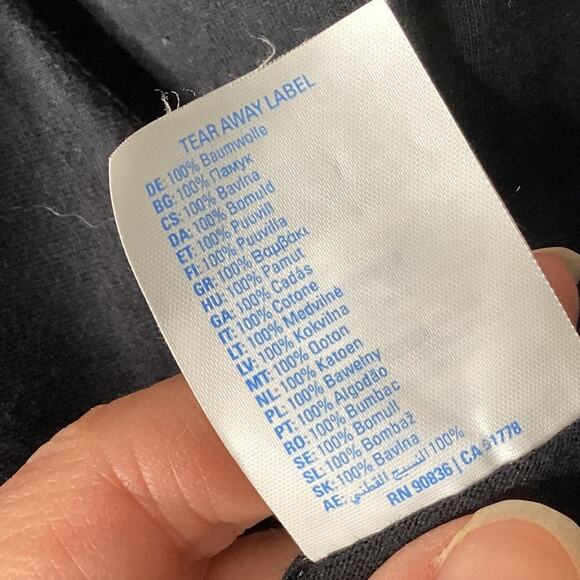 TEAR AWAY LABEL
DE: 100% Baumwolle
BG: 100% Памук
CS: 100% Bavlna
DA: 100% Bomuld
ET: 100% Puuvill
FI: 100% Puuvilla
GR: 100% Βαμβάκι
HU: 100% Pamut
GA: 100% Cadás
IT: 100% Cotone
LT: 100% Medvilnė
LV: 100% Kokvilna
MT: 100% Qoton
NL: 100% Katoen
PL: 100% Bawełny
PT: 100% Algodão
RO: 100% Bumbac
SE: 100% Bomull
SL: 100% Bombaž
SK: 100% Bavlna
AE: النسيج القطني 100%
RN 90836 | CA 41778